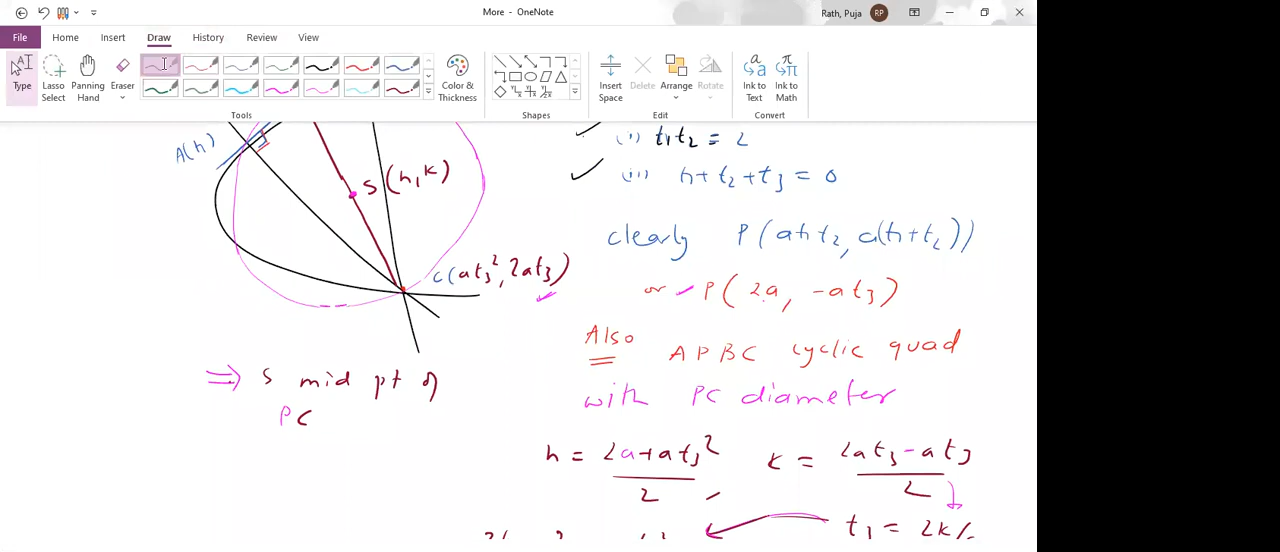 More - OneNote
Rath, Puja RP
File Home Insert Draw History Review View
Type
Lasso Select
Panning Hand
Eraser
Color & Thickness
Insert Space
Delete
Arrange
Rotate
Ink to Text
Ink to Math
Tools
Shapes
Edit
Convert
A(t1)
S(h,k)
C(at3², 2at3)
⇒ S mid pt of
PC
(i) t1t2 = 2
(ii) t1+t2+t3 = 0
clearly P(at1t2, a(t1+t2))
or P(2a, -at3)
Also APBC cyclic quad
with PC diameter
h = (2a+at3²)/2 k = (2at3-at3)/2
t3 = 2k/